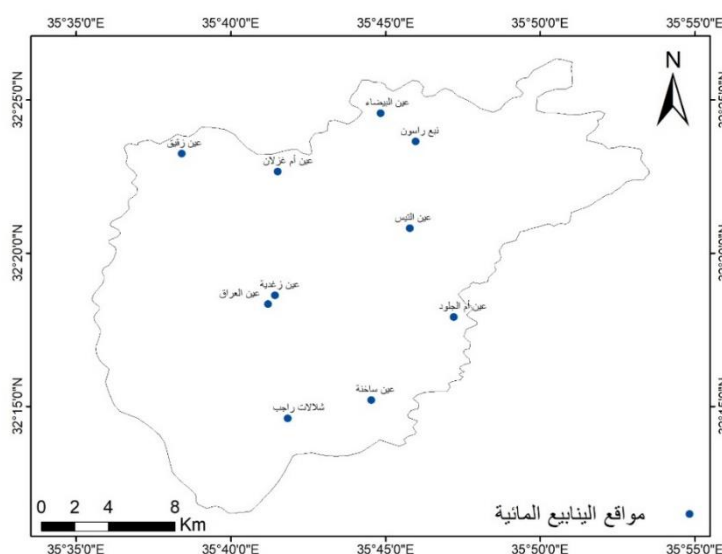 35°35'0"E 35°40'0"E 35°45'0"E 35°50'0"E 35°55'0"E
N
32°25'0"N
عين البيضاء
نبع راسون
عين زقيق
عين أم غزلان
عين التيس
32°20'0"N
عين زغدية
عين العراق
عين أم الجلود
32°15'0"N
عين ساخنة
شلالات راجب
0 2 4 8
Km
مواقع الينابيع المائية
35°35'0"E 35°40'0"E 35°45'0"E 35°50'0"E 35°55'0"E